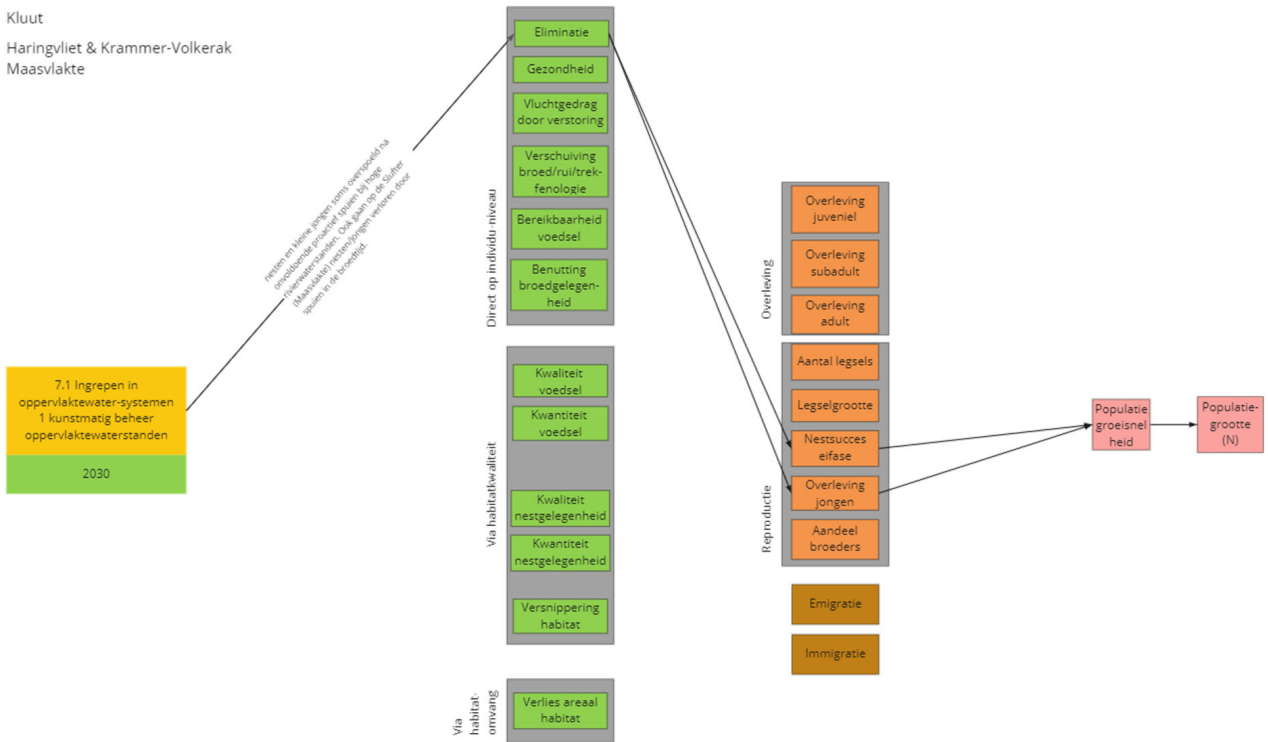 Kluut
Haringvliet & Krammer-Volkerak
Maasvlakte
nesten en kleine jongen soms overspoeld na
onvoldoende proactief spuien bij hoge
rivierwaterstanden. Ook gaan op de Slufter
(Maasvlakte) nesten/jongen verloren door
spuien in de broedtijd.
7.1 Ingrepen in
oppervlaktewater-systemen
1 kunstmatig beheer
oppervlaktewaterstanden
2030
Direct op individu-niveau
Eliminatie
Gezondheid
Vluchtgedrag
door verstoring
Verschuiving
broed/rui/trek-
fenologie
Bereikbaarheid
voedsel
Benutting
broedgelegen-
heid
Via habitatkwaliteit
Kwaliteit
voedsel
Kwantiteit
voedsel
Kwaliteit
nestgelegenheid
Kwantiteit
nestgelegenheid
Versnippering
habitat
Via
habitat-
omvang
Verlies areaal
habitat
Overleving
Overleving
juveniel
Overleving
subadult
Overleving
adult
Reproductie
Aantal legsels
Legselgrootte
Nestsucces
eifase
Overleving
jongen
Aandeel
broeders
Emigratie
Immigratie
Populatie
groeisnel
heid
Populatie-
grootte
(N)